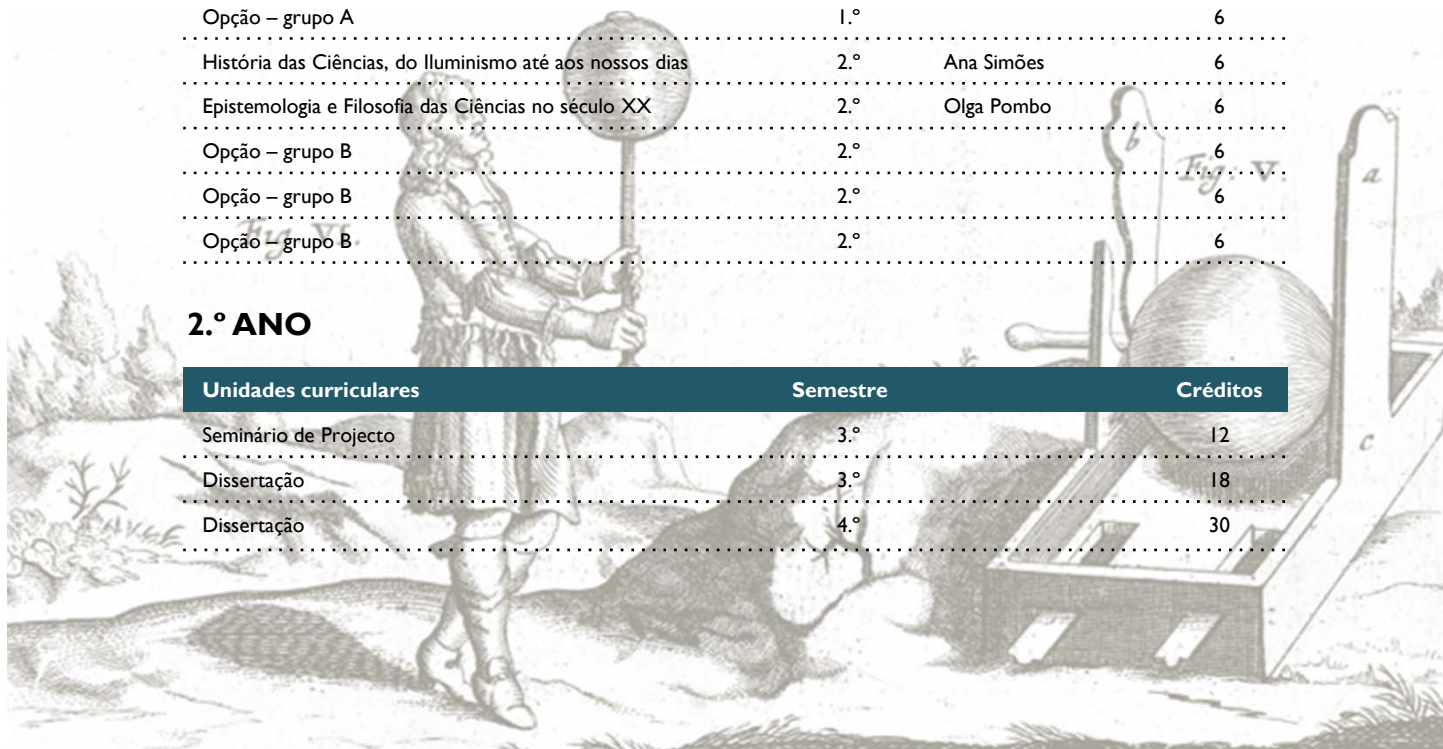 Opção – grupo A 1.º 6
História das Ciências, do Iluminismo até aos nossos dias 2.º Ana Simões 6
Epistemologia e Filosofia das Ciências no século XX 2.º Olga Pombo 6
Opção – grupo B 2.º 6
Opção – grupo B 2.º 6
Opção – grupo B 2.º 6
Fig. VI.
Fig. V.
b
a
c
2.º ANO
Unidades curriculares Semestre Créditos
Seminário de Projecto 3.º 12
Dissertação 3.º 18
Dissertação 4.º 30